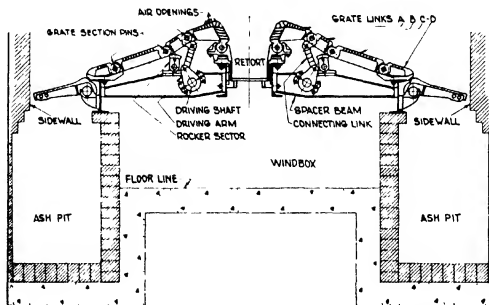 AIR OPENINGS
GRATE SECTION PINS
GRATE LINKS A B C-D
RETORT
SIDEWALL
DRIVING SHAFT
DRIVING ARM
ROCKER SECTOR
SPACER BEAM
CONNECTING LINK
SIDEWALL
WINDBOX
FLOOR LINE
ASH PIT
ASH PIT